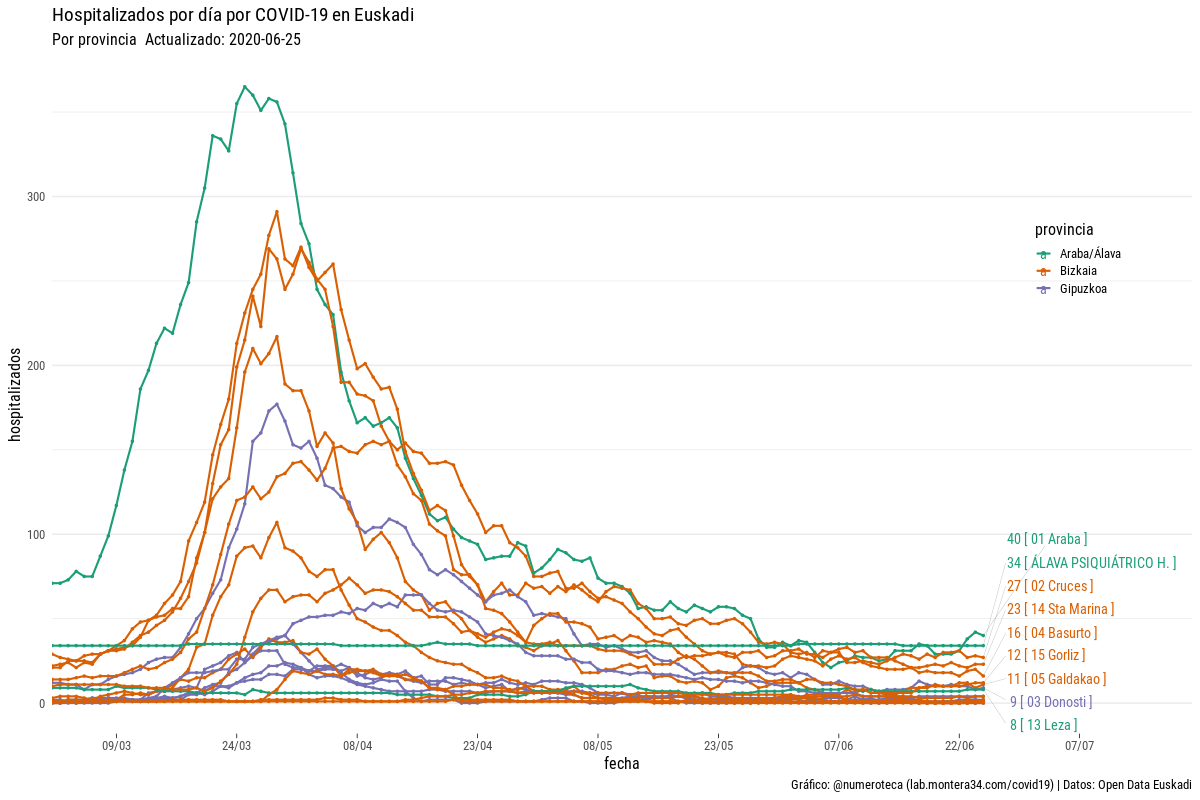 Hospitalizados por día por COVID-19 en Euskadi
Por provincia  Actualizado: 2020-06-25
hospitalizados
300
200
100
0
provincia
Araba/Álava
Bizkaia
Gipuzkoa
40 [ 01 Araba ]
34 [ ÁLAVA PSIQUIÁTRICO H. ]
27 [ 02 Cruces ]
23 [ 14 Sta Marina ]
16 [ 04 Basurto ]
12 [ 15 Gorliz ]
11 [ 05 Galdakao ]
9 [ 03 Donosti ]
8 [ 13 Leza ]
09/03 24/03 08/04 23/04 08/05 23/05 07/06 22/06 07/07
fecha
Gráfico: @numeroteca (lab.montera34.com/covid19) | Datos: Open Data Euskadi